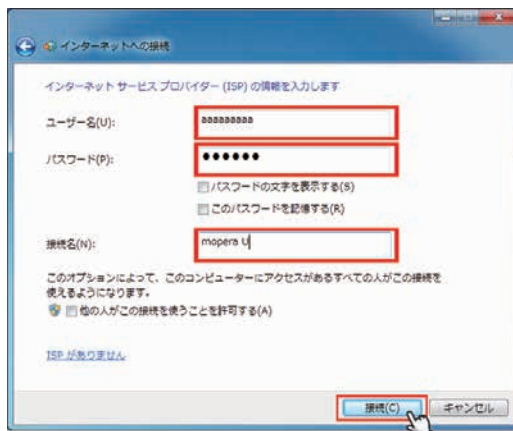 インターネットへの接続
インターネット サービス プロバイダー (ISP) の情報を入力します
ユーザー名(U):
aaaaaaaaa
パスワード(P):
●●●●●●
パスワードの文字を表示する(S)
このパスワードを記憶する(R)
接続名(N):
mopera U
このオプションによって、このコンピューターにアクセスがあるすべての人がこの接続を
使えるようになります。
他の人がこの接続を使うことを許可する(A)
ISP がありません
接続(C)
キャンセル